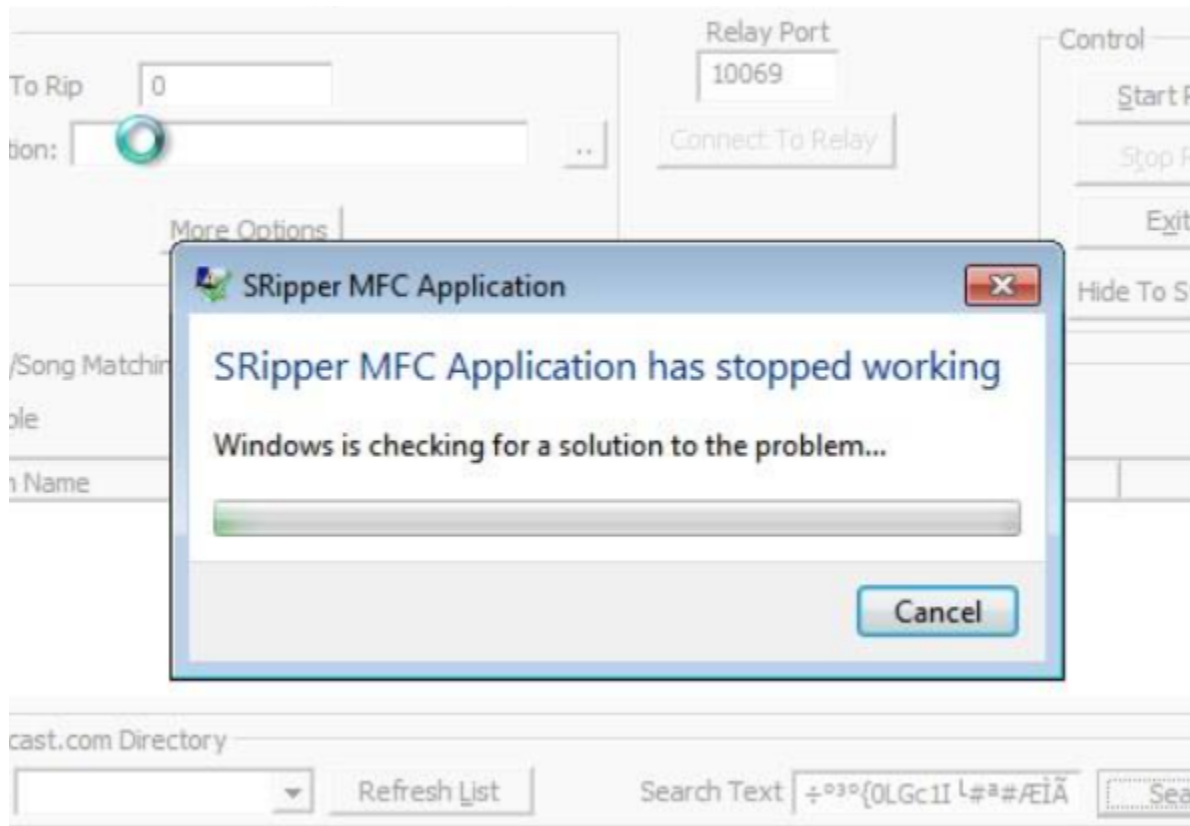 Relay Port
Control
To Rip 0
10069
Start
tion:
..
Connect To Relay
Stop
More Options
Exit
SRipper MFC Application
Hide To S
SRipper MFC Application has stopped working
/Song Matchin
Windows is checking for a solution to the problem...
Name
Cancel
cast.com Directory
Refresh List
Search Text
Sea